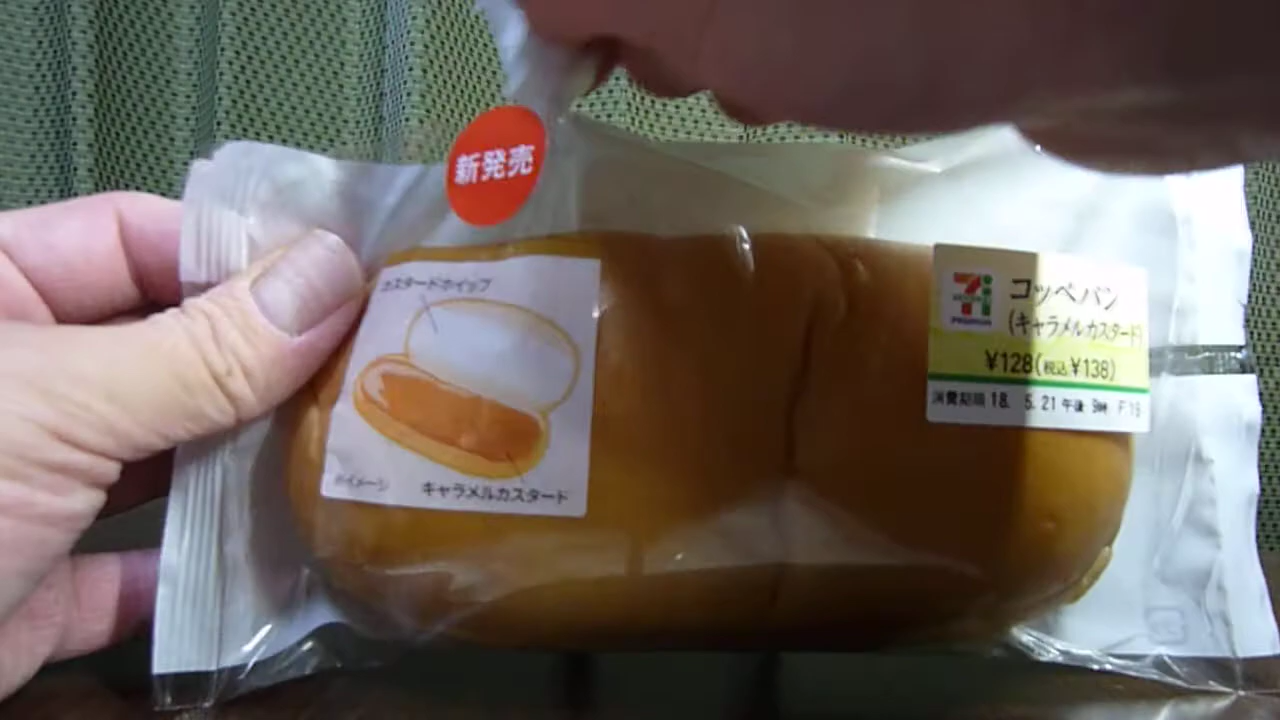 新発売
カスタードホイップ
※イメージ
キャラメルカスタード
コッペパン
(キャラメルカスタード)
¥128(税込¥138)
消費期限 18. 5. 21 午後 9時